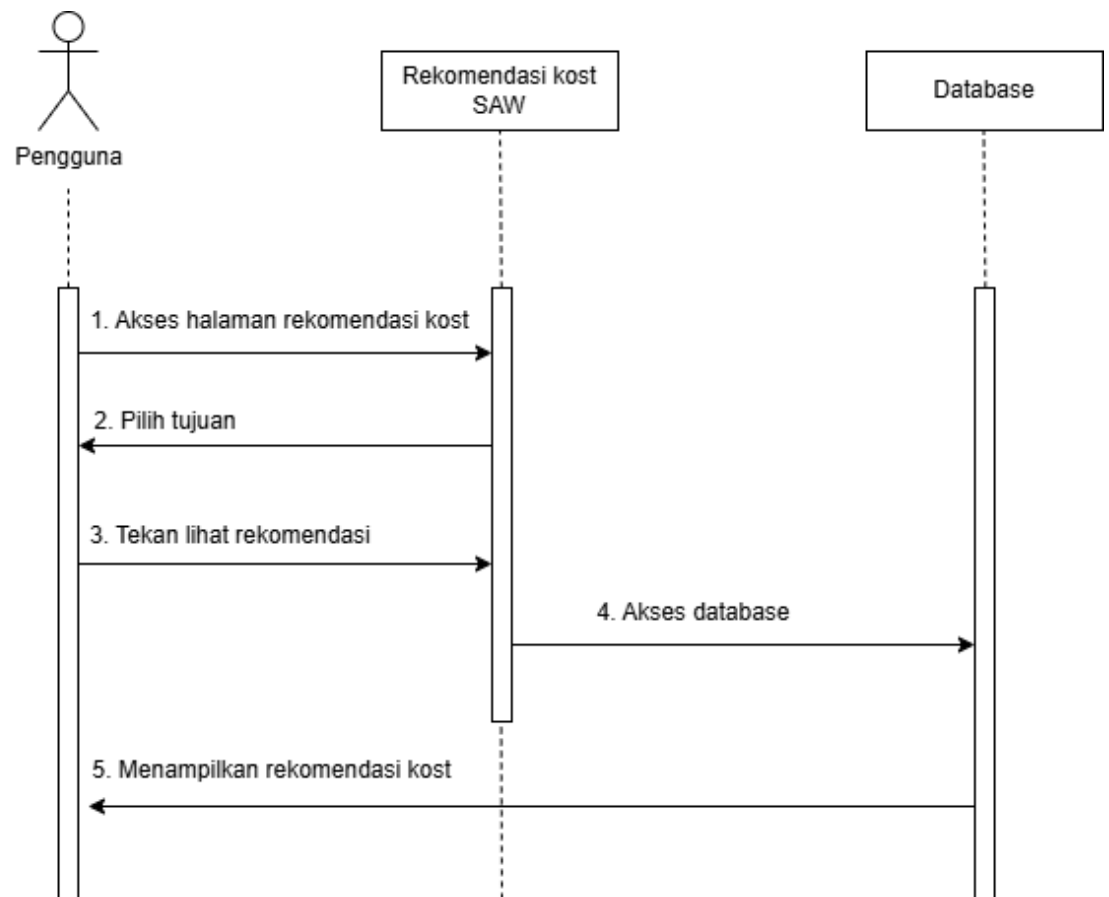 Pengguna
Rekomendasi kost
SAW
Database
1. Akses halaman rekomendasi kost
2. Pilih tujuan
3. Tekan lihat rekomendasi
4. Akses database
5. Menampilkan rekomendasi kost